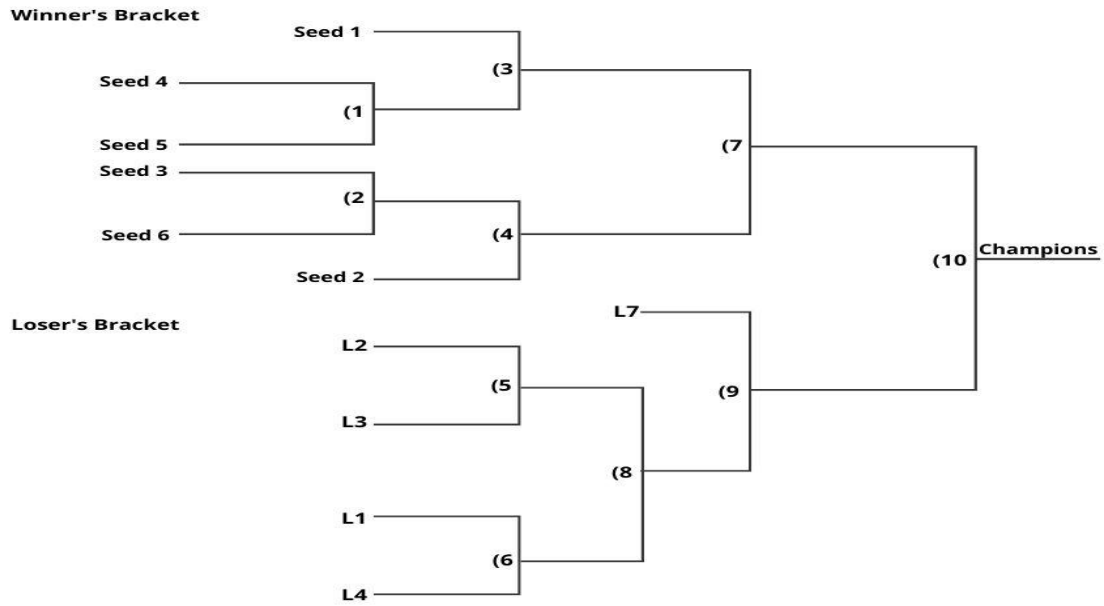 Winner's Bracket
Seed 1
Seed 4
(3
(1
Seed 5
(7
Seed 3
(2
Seed 6
(4
Champions
(10
Seed 2
Loser's Bracket
L7
L2
(5
(9
L3
(8
L1
(6
L4